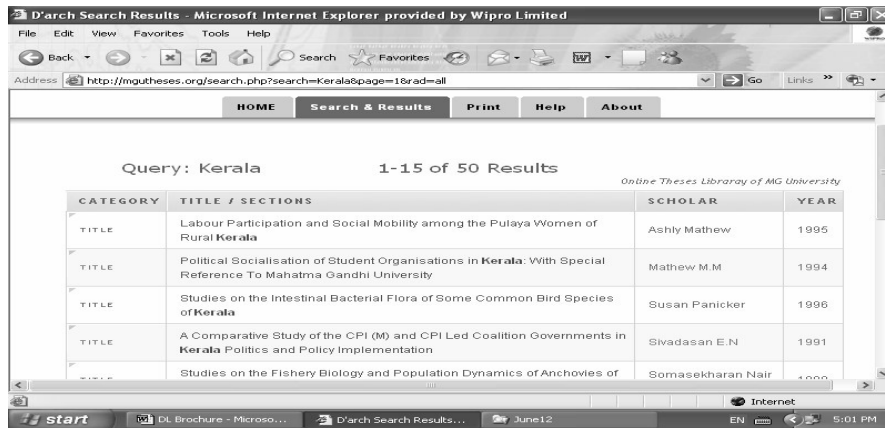 D'arch Search Results - Microsoft Internet Explorer provided by Wipro Limited
File Edit View Favorites Tools Help
Back Search Favorites
Address http://mgutheses.org/search.php?search=Kerala&page=1&rad=all Go Links »
HOME Search & Results Print Help About
Query: Kerala 1-15 of 50 Results
Online Theses Libraray of MG University
CATEGORY TITLE / SECTIONS SCHOLAR YEAR
TITLE Labour Participation and Social Mobility among the Pulaya Women of
Rural Kerala Ashly Mathew 1995
TITLE Political Socialisation of Student Organisations in Kerala: With Special
Reference To Mahatma Gandhi University Mathew M.M 1994
TITLE Studies on the Intestinal Bacterial Flora of Some Common Bird Species
of Kerala Susan Panicker 1996
TITLE A Comparative Study of the CPI (M) and CPI Led Coalition Governments in
Kerala Politics and Policy Implementation Sivadasan E.N 1991
Studies on the Fishery Biology and Population Dynamics of Anchovies of Somasekharan Nair
Internet
start DL Brochure - Microso... D'arch Search Results... June12 EN 5:01 PM